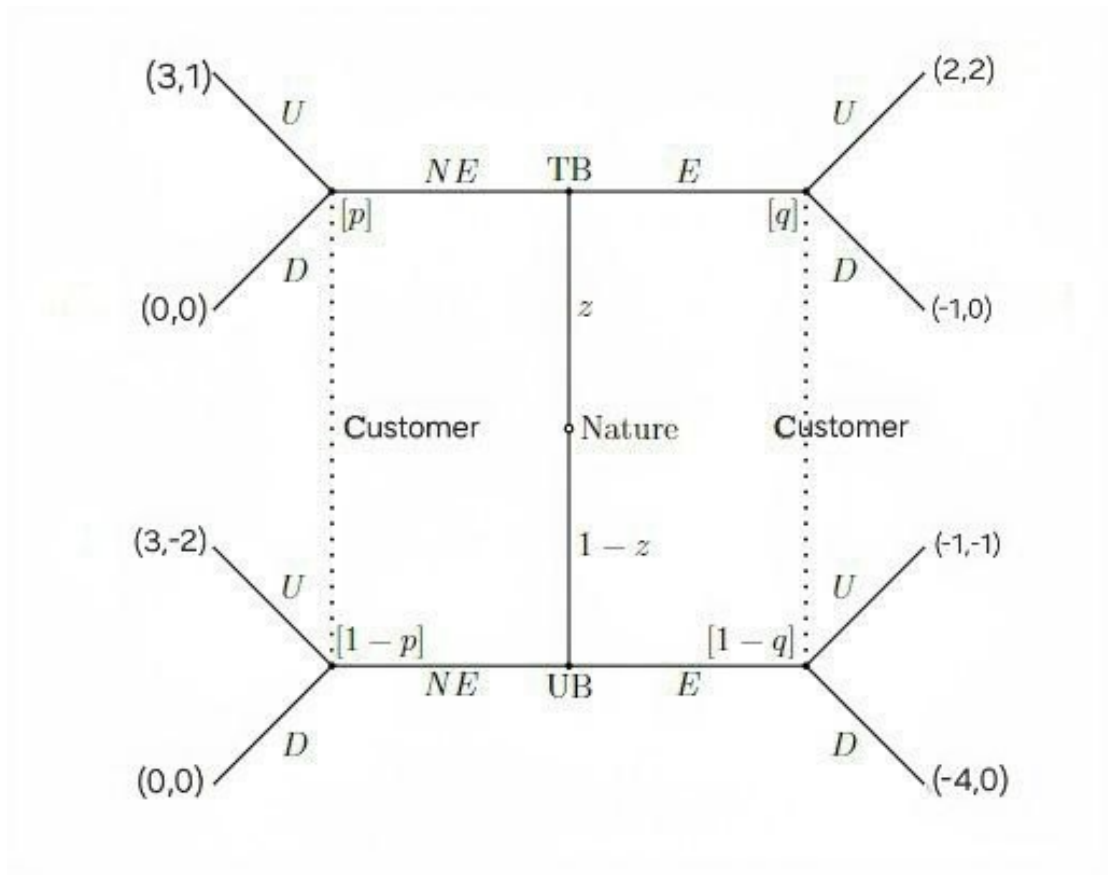 (3,1)
(2,2)
U
U
NE
TB
E
[p]
[q]
D
D
(0,0)
z
(-1,0)
Customer
Nature
Customer
(3,-2)
1 − z
(-1,-1)
U
U
[1 − p]
[1 − q]
NE
UB
E
D
D
(0,0)
(-4,0)